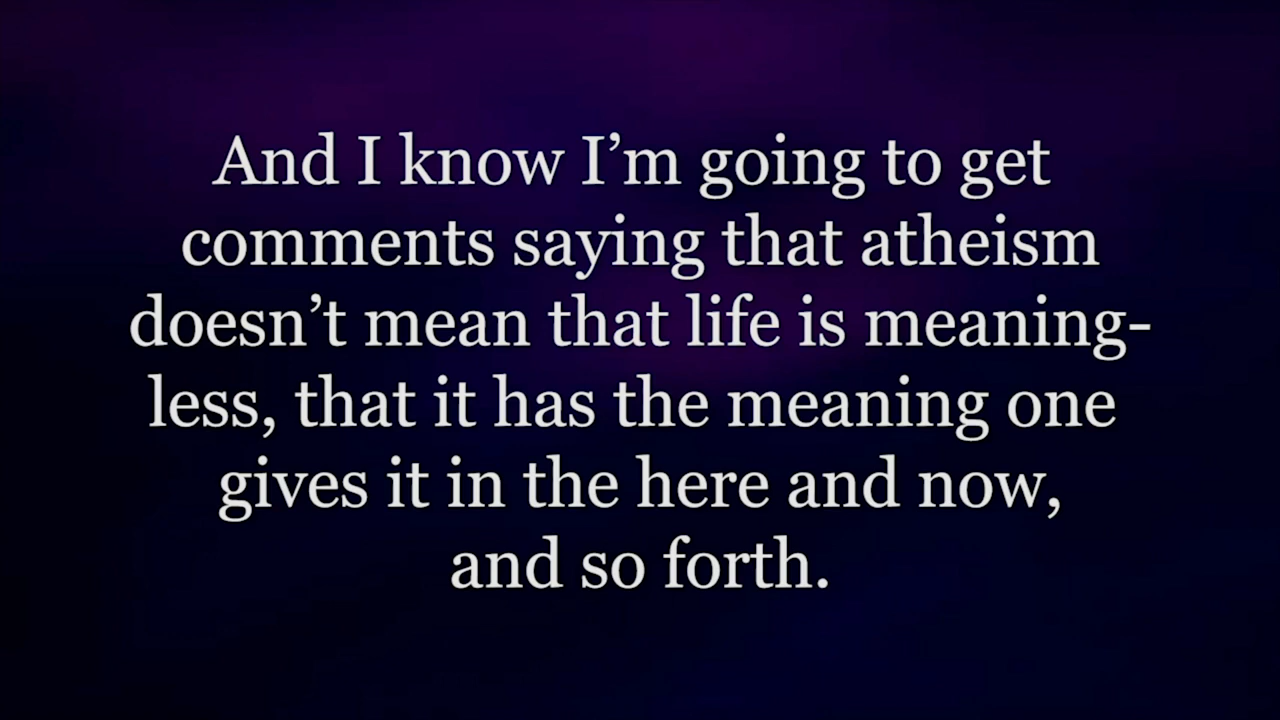 And I know I’m going to get
comments saying that atheism
doesn’t mean that life is meaning-
less, that it has the meaning one
gives it in the here and now,
and so forth.